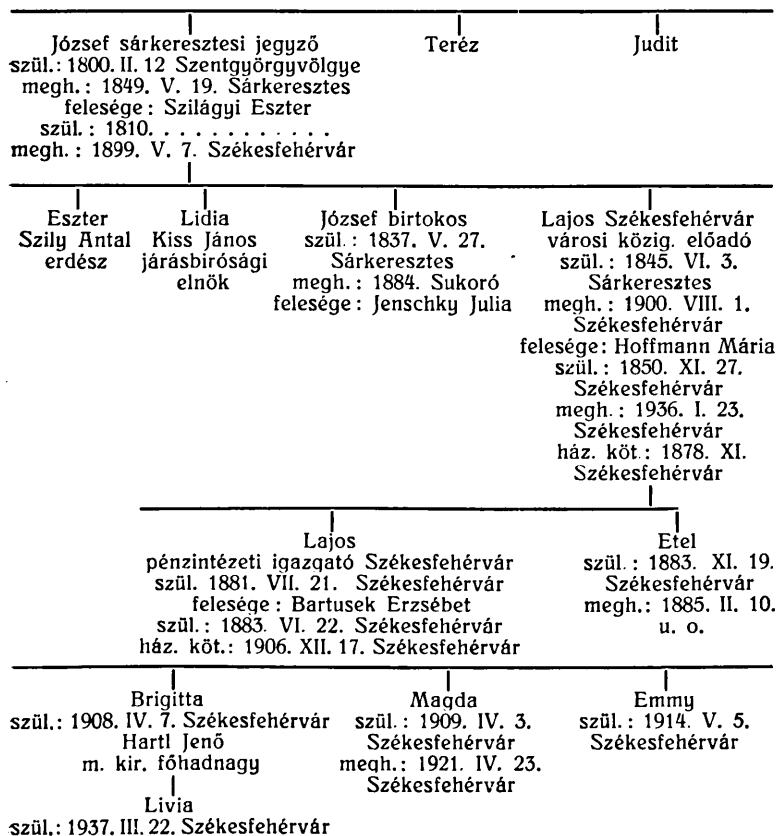 József sárkeresztesi jegyző
szül.: 1800. II. 12 Szentgyörgyvölgye
megh.: 1849. V. 19. Sárkeresztes
felesége: Szilágyi Eszter
szül.: 1810. . . . . . . . . . . .
megh.: 1899. V. 7. Székesfehérvár
Teréz
Judit
Eszter
Szily Antal
erdész
Lidia
Kiss János
járásbirósági
elnök
József birtokos
szül.: 1837. V. 27.
Sárkeresztes
megh.: 1884. Sukoró
felesége: Jenschky Julia
Lajos Székesfehérvár
városi közig. előadó
szül.: 1845. VI. 3.
Sárkeresztes
megh.: 1900. VIII. 1.
Székesfehérvár
felesége: Hoffmann Mária
szül.: 1850. XI. 27.
Székesfehérvár
megh.: 1936. I. 23.
Székesfehérvár
ház. köt.: 1878. XI.
Székesfehérvár
Lajos
pénzintézeti igazgató Székesfehérvár
szül. 1881. VII. 21. Székesfehérvár
felesége: Bartusek Erzsébet
szül.: 1883. VI. 22. Székesfehérvár
ház. köt.: 1906. XII. 17. Székesfehérvár
Etel
szül.: 1883. XI. 19.
Székesfehérvár
megh.: 1885. II. 10.
u. o.
Brigitta
szül.: 1908. IV. 7. Székesfehérvár
Hartl Jenő
m. kir. főhadnagy
Magda
szül.: 1909. IV. 3.
Székesfehérvár
megh.: 1921. IV. 23.
Székesfehérvár
Emmy
szül.: 1914. V. 5.
Székesfehérvár
Livia
szül.: 1937. III. 22. Székesfehérvár